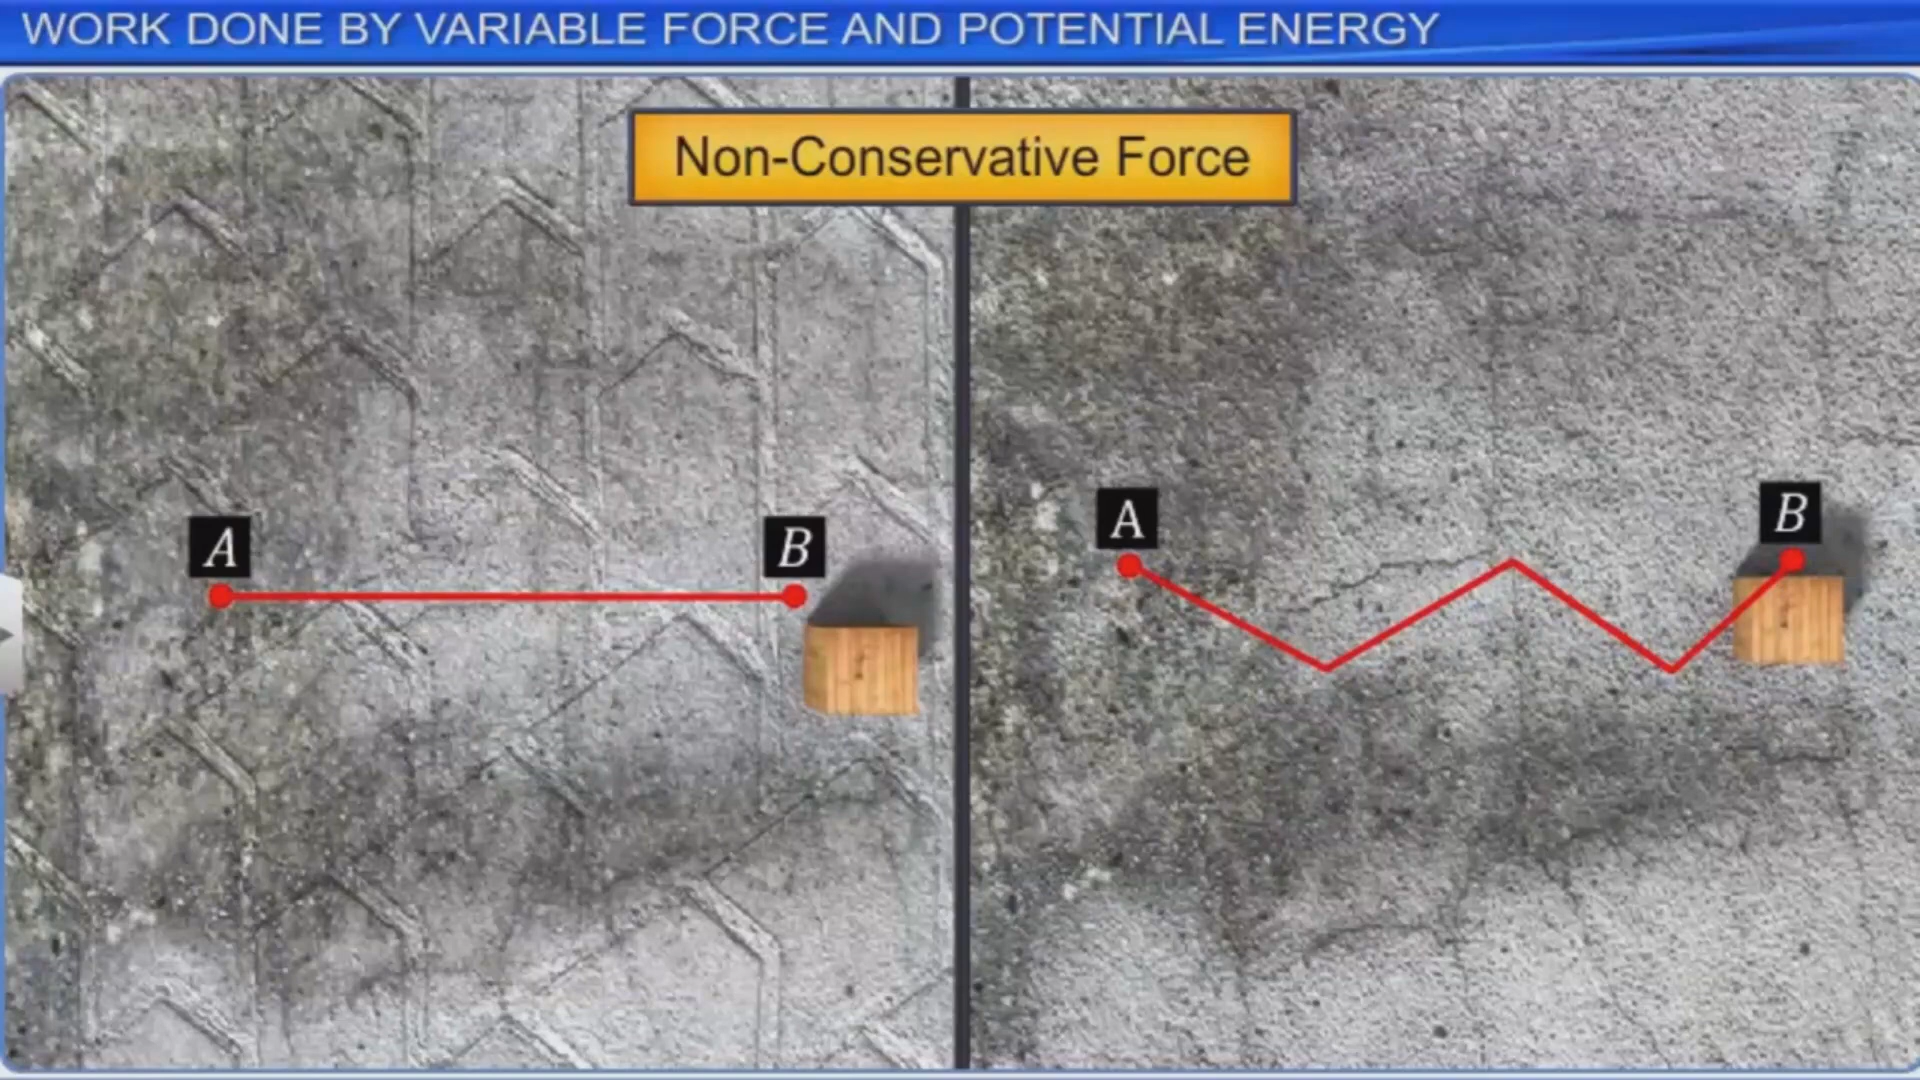 WORK DONE BY VARIABLE FORCE AND POTENTIAL ENERGY
Non-Conservative Force
A
B
A
B